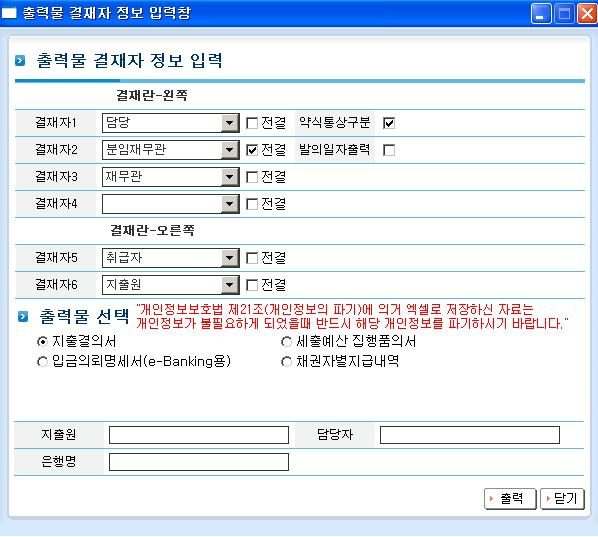 출력물 결재자 정보 입력창
출력물 결재자 정보 입력
결재란-왼쪽
결재자1 담당 전결 약식통상구분
결재자2 분임재무관 전결 발의일자출력
결재자3 재무관 전결
결재자4 전결
결재란-오른쪽
결재자5 취급자 전결
결재자6 지출원 전결
출력물 선택 "개인정보보호법 제21조(개인정보의 파기)에 의거 엑셀로 저장하신 자료는
개인정보가 불필요하게 되었을때 반드시 해당 개인정보를 파기하시기 바랍니다."
지출결의서 세출예산 집행품의서
입금의뢰명세서(e-Banking용) 채권자별지급내역
지출원 담당자
은행명
출력 닫기